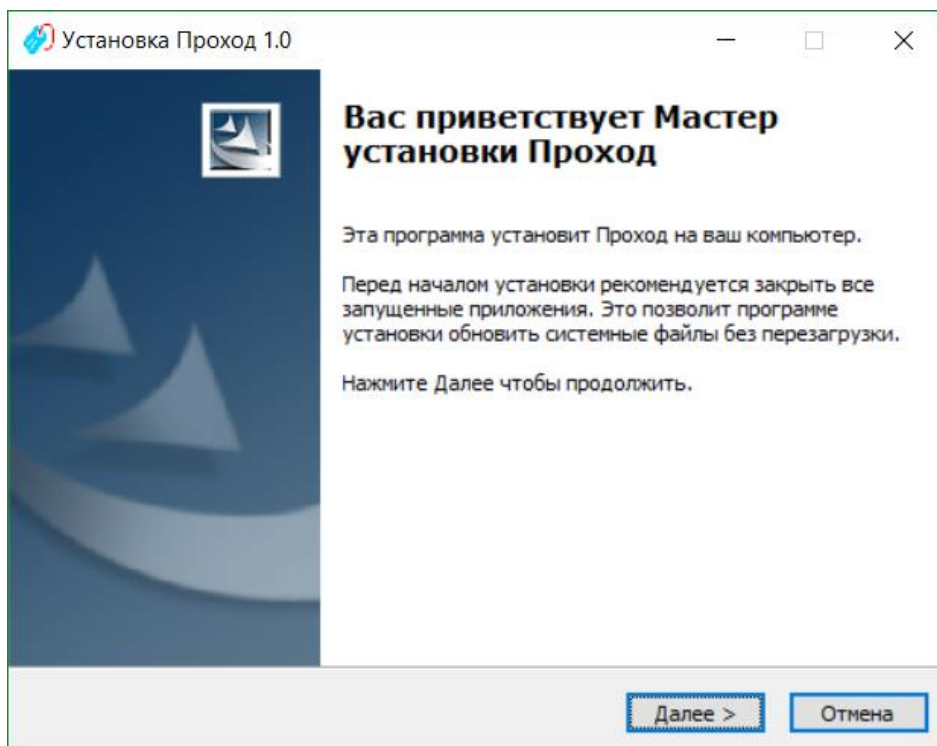 Установка Проход 1.0
Вас приветствует Мастер
установки Проход
Эта программа установит Проход на ваш компьютер.
Перед началом установки рекомендуется закрыть все
запущенные приложения. Это позволит программе
установки обновить системные файлы без перезагрузки.
Нажмите Далее чтобы продолжить.
Далее >
Отмена